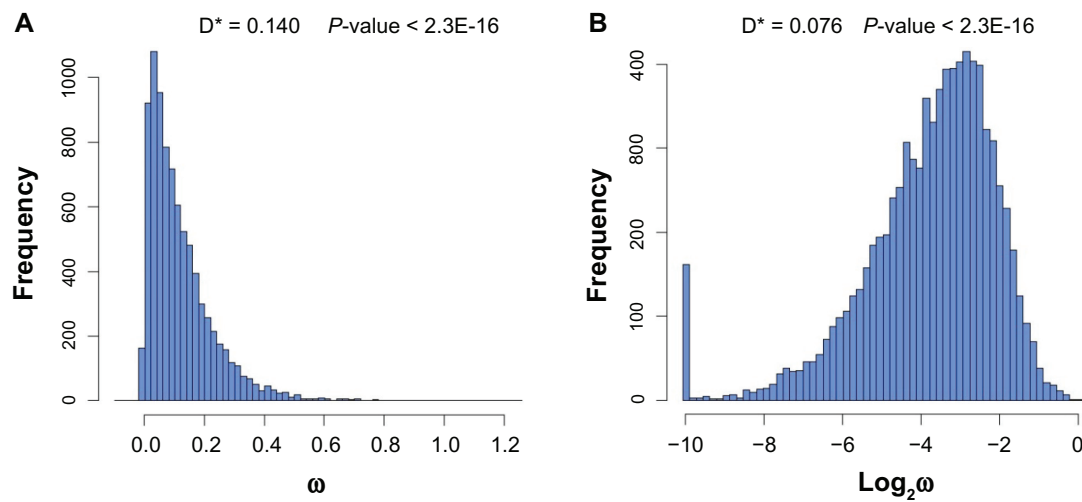 A
D* = 0.140 P-value < 2.3E-16
Frequency
1000
800
600
400
200
0
0.0 0.2 0.4 0.6 0.8 1.0 1.2
ω
B
D* = 0.076 P-value < 2.3E-16
Frequency
400
800
200
100
0
−10 −8 −6 −4 −2 0
Log₂ω